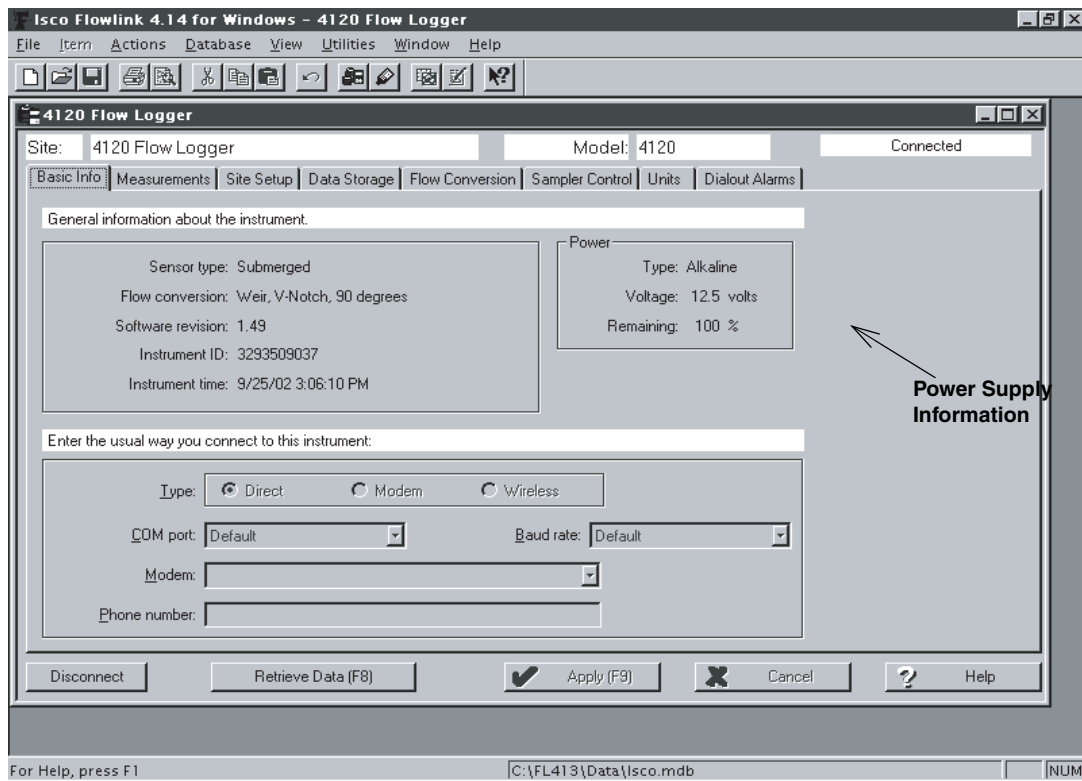 Isco Flowlink 4.14 for Windows - 4120 Flow Logger
File Item Actions Database View Utilities Window Help
4120 Flow Logger
Site: 4120 Flow Logger Model: 4120 Connected
Basic Info Measurements Site Setup Data Storage Flow Conversion Sampler Control Units Dialout Alarms
General information about the instrument.
Sensor type: Submerged
Flow conversion: Weir, V-Notch, 90 degrees
Software revision: 1.49
Instrument ID: 3293509037
Instrument time: 9/25/02 3:06:10 PM
Power
Type: Alkaline
Voltage: 12.5 volts
Remaining: 100 %
Power Supply
Information
Enter the usual way you connect to this instrument:
Type: Direct Modem Wireless
COM port: Default Baud rate: Default
Modem:
Phone number:
Disconnect Retrieve Data (F8) Apply (F9) Cancel Help
For Help, press F1 C:\FL413\Data\Isco.mdb NUM